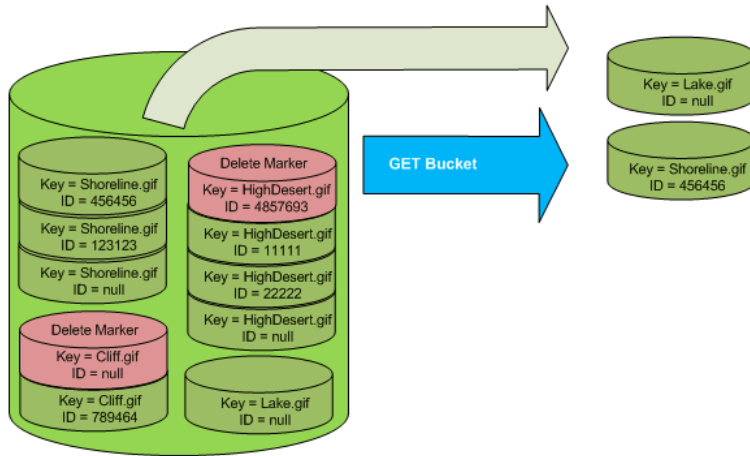 Key = Shoreline.gif
ID = 456456
Key = Shoreline.gif
ID = 123123
Key = Shoreline.gif
ID = null
Delete Marker
Key = Cliff.gif
ID = null
Key = Cliff.gif
ID = 789464
Delete Marker
Key = HighDesert.gif
ID = 4857693
Key = HighDesert.gif
ID = 11111
Key = HighDesert.gif
ID = 22222
Key = HighDesert.gif
ID = null
Key = Lake.gif
ID = null
GET Bucket
Key = Lake.gif
ID = null
Key = Shoreline.gif
ID = 456456